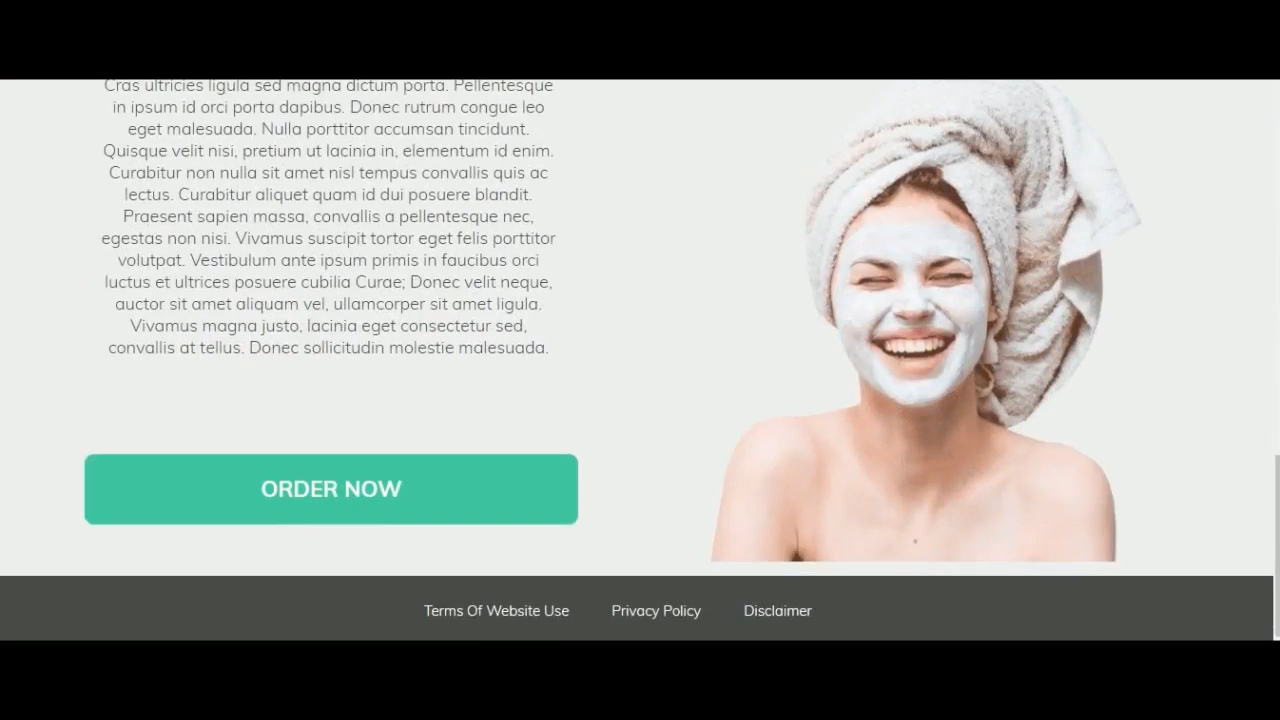 Cras ultricies ligula sed magna dictum porta. Pellentesque
in ipsum id orci porta dapibus. Donec rutrum congue leo
eget malesuada. Nulla porttitor accumsan tincidunt.
Quisque velit nisi, pretium ut lacinia in, elementum id enim.
Curabitur non nulla sit amet nisl tempus convallis quis ac
lectus. Curabitur aliquet quam id dui posuere blandit.
Praesent sapien massa, convallis a pellentesque nec,
egestas non nisi. Vivamus suscipit tortor eget felis porttitor
volutpat. Vestibulum ante ipsum primis in faucibus orci
luctus et ultrices posuere cubilia Curae; Donec velit neque,
auctor sit amet aliquam vel, ullamcorper sit amet ligula.
Vivamus magna justo, lacinia eget consectetur sed,
convallis at tellus. Donec sollicitudin molestie malesuada.
ORDER NOW
Terms Of Website Use Privacy Policy Disclaimer